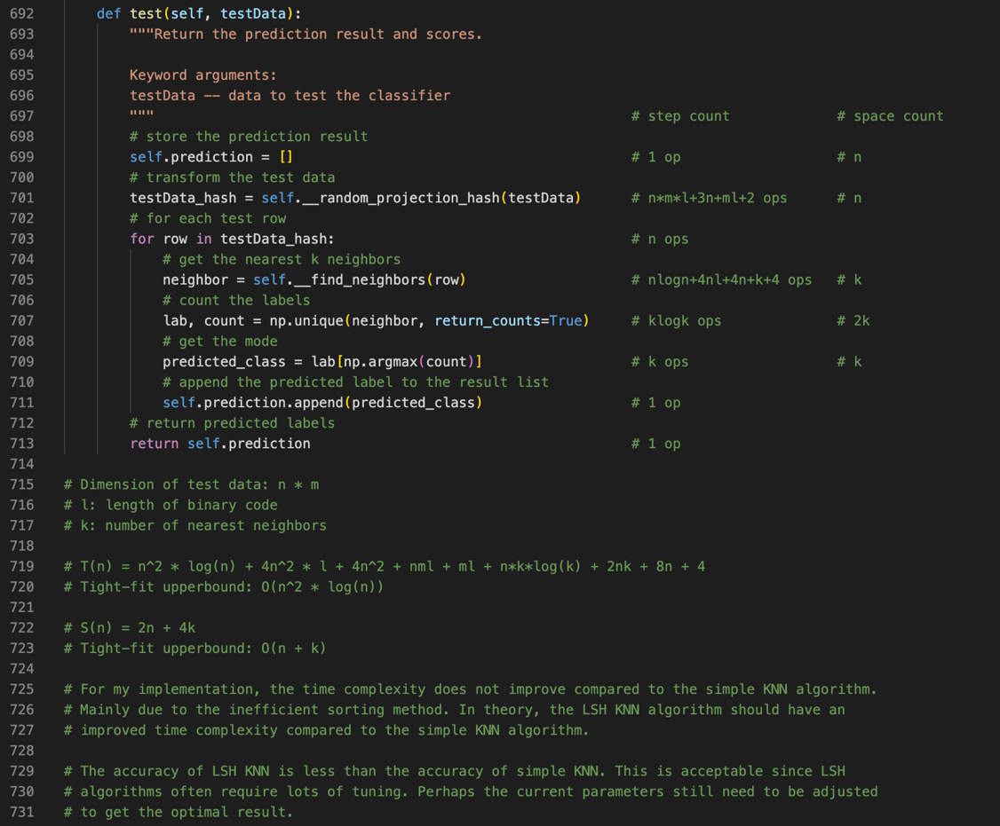 692 def test(self, testData):
693 """Return the prediction result and scores.
694
695 Keyword arguments:
696 testData -- data to test the classifier
697 """ # step count # space count
698 # store the prediction result
699 self.prediction = [] # 1 op # n
700 # transform the test data
701 testData_hash = self.__random_projection_hash(testData) # n*m*l+3n+ml+2 ops # n
702 # for each test row
703 for row in testData_hash: # n ops
704 # get the nearest k neighbors
705 neighbor = self.__find_neighbors(row) # nlogn+4nl+4n+k+4 ops # k
706 # count the labels
707 lab, count = np.unique(neighbor, return_counts=True) # klogk ops # 2k
708 # get the mode
709 predicted_class = lab[np.argmax(count)] # k ops # k
710 # append the predicted label to the result list
711 self.prediction.append(predicted_class) # 1 op
712 # return predicted labels
713 return self.prediction # 1 op
714
715 # Dimension of test data: n * m
716 # l: length of binary code
717 # k: number of nearest neighbors
718
719 # T(n) = n^2 * log(n) + 4n^2 * l + 4n^2 + nml + ml + n*k*log(k) + 2nk + 8n + 4
720 # Tight-fit upperbound: O(n^2 * log(n))
721
722 # S(n) = 2n + 4k
723 # Tight-fit upperbound: O(n + k)
724
725 # For my implementation, the time complexity does not improve compared to the simple KNN algorithm.
726 # Mainly due to the inefficient sorting method. In theory, the LSH KNN algorithm should have an
727 # improved time complexity compared to the simple KNN algorithm.
728
729 # The accuracy of LSH KNN is less than the accuracy of simple KNN. This is acceptable since LSH
730 # algorithms often require lots of tuning. Perhaps the current parameters still need to be adjusted
731 # to get the optimal result.